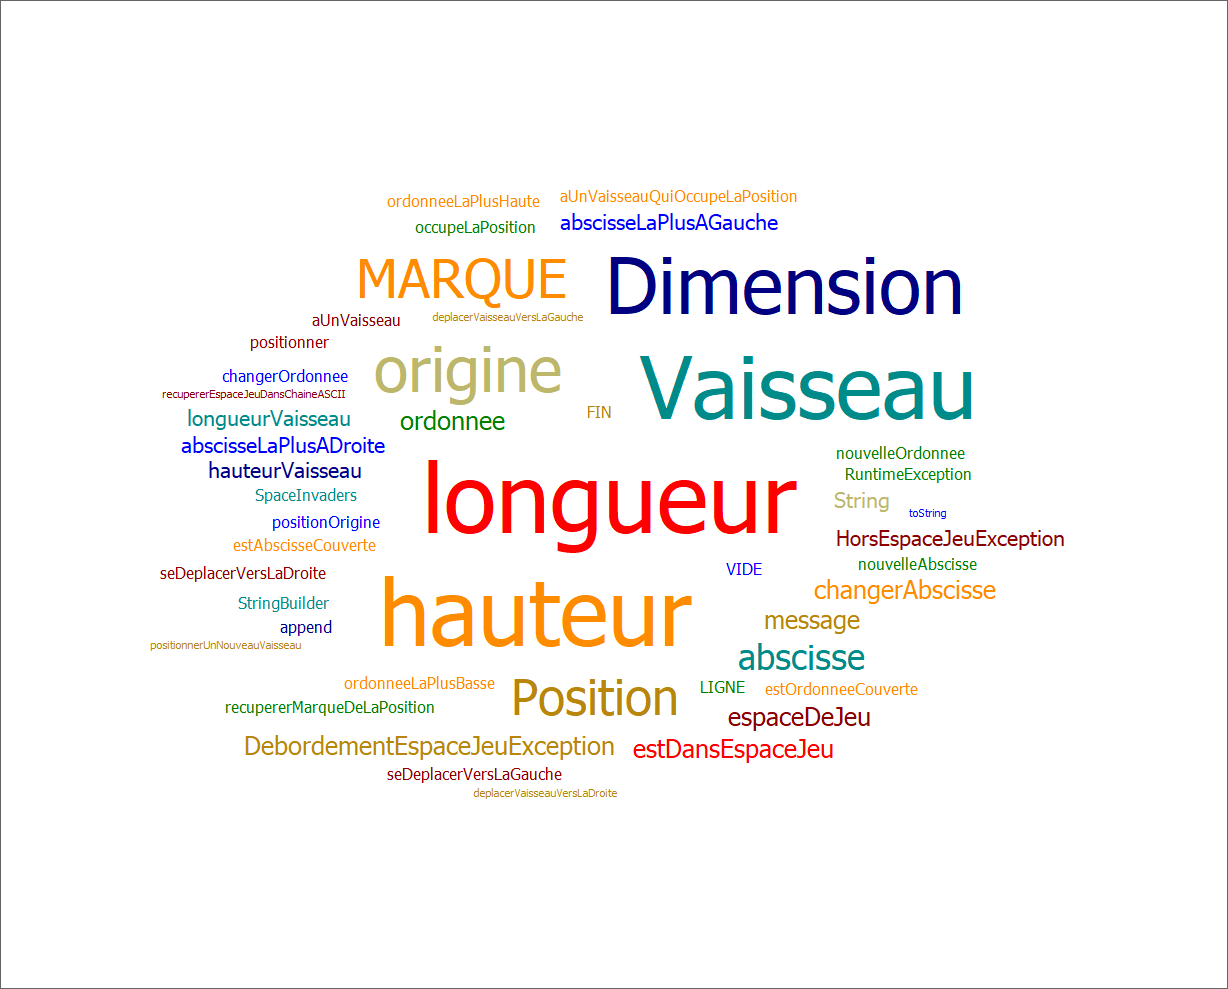 aUnVaisseauQuiOccupeLaPosition
ordonneeLaPlusHaute
abscisseLaPlusAGauche
occupeLaPosition
MARQUE
Dimension
aUnVaisseau
deplacerVaisseauVersLaGauche
positionner
origine
changerOrdonnee
Vaisseau
recupererEspaceJeuDansChaineASCII
longueurVaisseau
ordonnee
FIN
abscisseLaPlusADroite
nouvelleOrdonnee
hauteurVaisseau
RuntimeException
longueur
SpaceInvaders
String
toString
positionOrigine
HorsEspaceJeuException
estAbscisseCouverte
nouvelleAbscisse
VIDE
seDeplacerVersLaDroite
changerAbscisse
StringBuilder
hauteur
message
append
positionnerUnNouveauVaisseau
abscisse
ordonneeLaPlusBasse
Position
LIGNE
estOrdonneeCouverte
recupererMarqueDeLaPosition
espaceDeJeu
DebordementEspaceJeuException
estDansEspaceJeu
seDeplacerVersLaGauche
deplacerVaisseauVersLaDroite